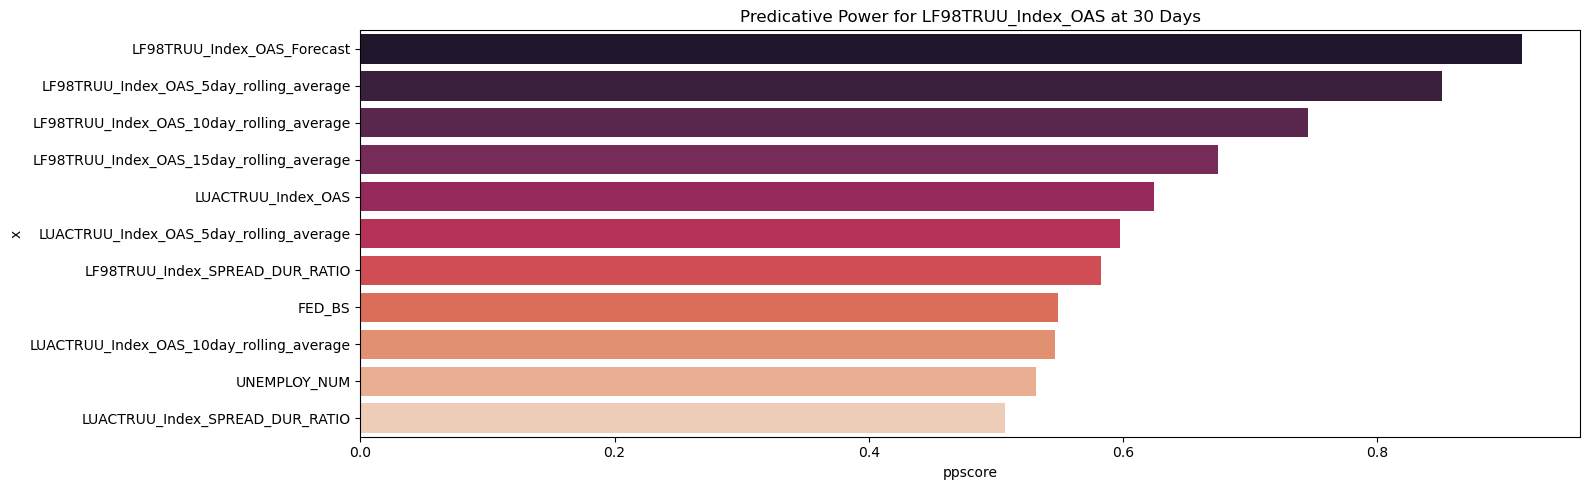 Predicative Power for LF98TRUU_Index_OAS at 30 Days
LF98TRUU_Index_OAS_Forecast
LF98TRUU_Index_OAS_5day_rolling_average
LF98TRUU_Index_OAS_10day_rolling_average
LF98TRUU_Index_OAS_15day_rolling_average
LUACTRUU_Index_OAS
x
LUACTRUU_Index_OAS_5day_rolling_average
LF98TRUU_Index_SPREAD_DUR_RATIO
FED_BS
LUACTRUU_Index_OAS_10day_rolling_average
UNEMPLOY_NUM
LUACTRUU_Index_SPREAD_DUR_RATIO
0.0 0.2 0.4 0.6 0.8
ppscore